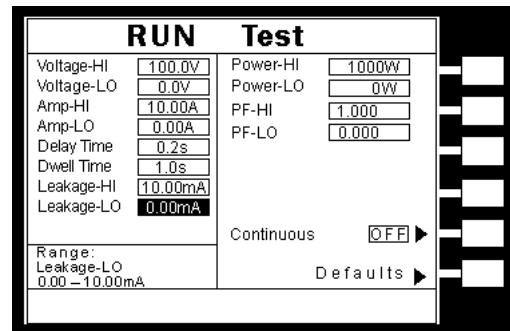 RUN Test
Voltage-HI 100.0V
Voltage-LO 0.0V
Amp-HI 10.00A
Amp-LO 0.00A
Delay Time 0.2s
Dwell Time 1.0s
Leakage-HI 10.00mA
Leakage-LO 0.00mA
Power-HI 1000W
Power-LO 0W
PF-HI 1.000
PF-LO 0.000
Continuous OFF
Defaults
Range:
Leakage-LO
0.00 – 10.00mA